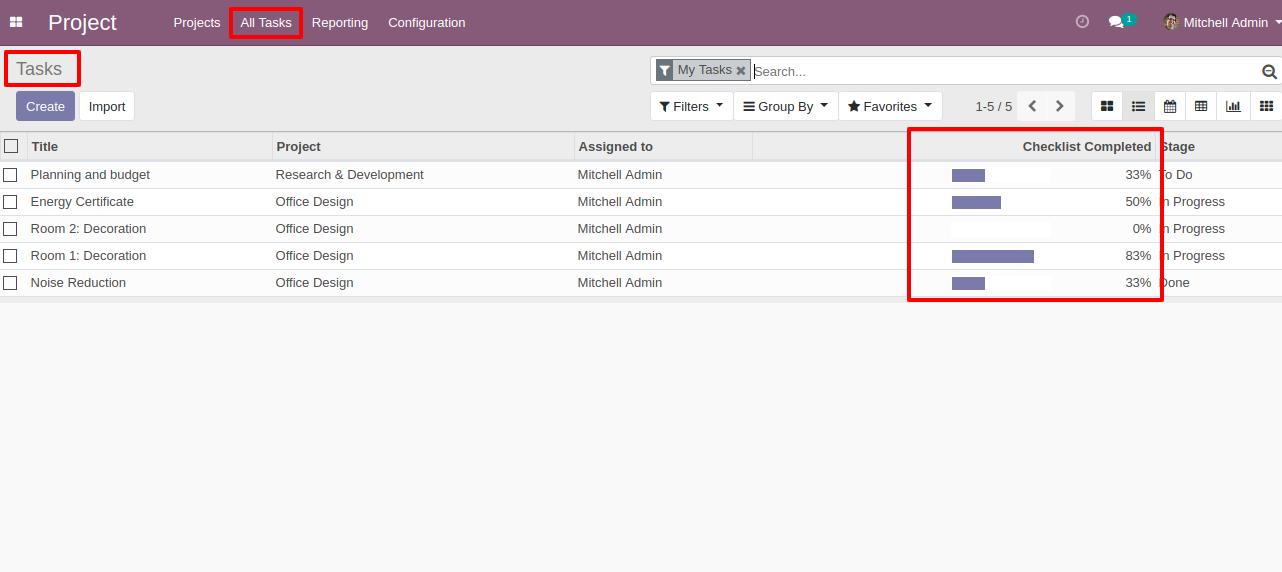 Project Projects All Tasks Reporting Configuration 1 Mitchell Admin
Tasks My Tasks Search...
Create Import Filters Group By Favorites 1-5 / 5
Title Project Assigned to Checklist Completed Stage
Planning and budget Research & Development Mitchell Admin 33% To Do
Energy Certificate Office Design Mitchell Admin 50% In Progress
Room 2: Decoration Office Design Mitchell Admin 0% In Progress
Room 1: Decoration Office Design Mitchell Admin 83% In Progress
Noise Reduction Office Design Mitchell Admin 33% Done